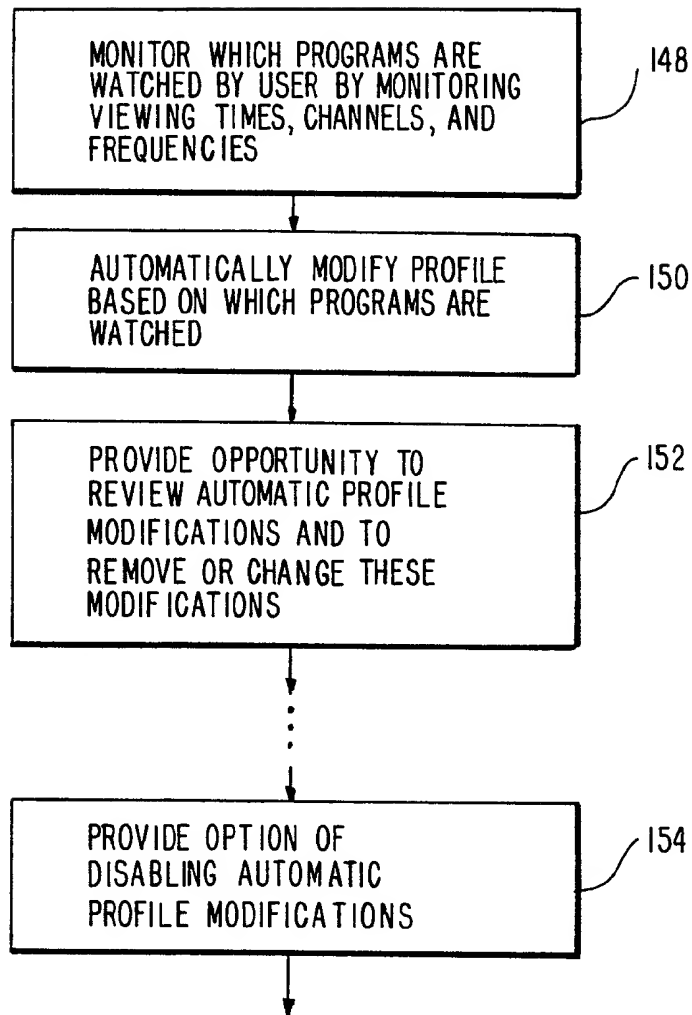 MONITOR WHICH PROGRAMS ARE
WATCHED BY USER BY MONITORING
VIEWING TIMES, CHANNELS, AND
FREQUENCIES
148
AUTOMATICALLY MODIFY PROFILE
BASED ON WHICH PROGRAMS ARE
WATCHED
150
PROVIDE OPPORTUNITY TO
REVIEW AUTOMATIC PROFILE
MODIFICATIONS AND TO
REMOVE OR CHANGE THESE
MODIFICATIONS
152
PROVIDE OPTION OF
DISABLING AUTOMATIC
PROFILE MODIFICATIONS
154